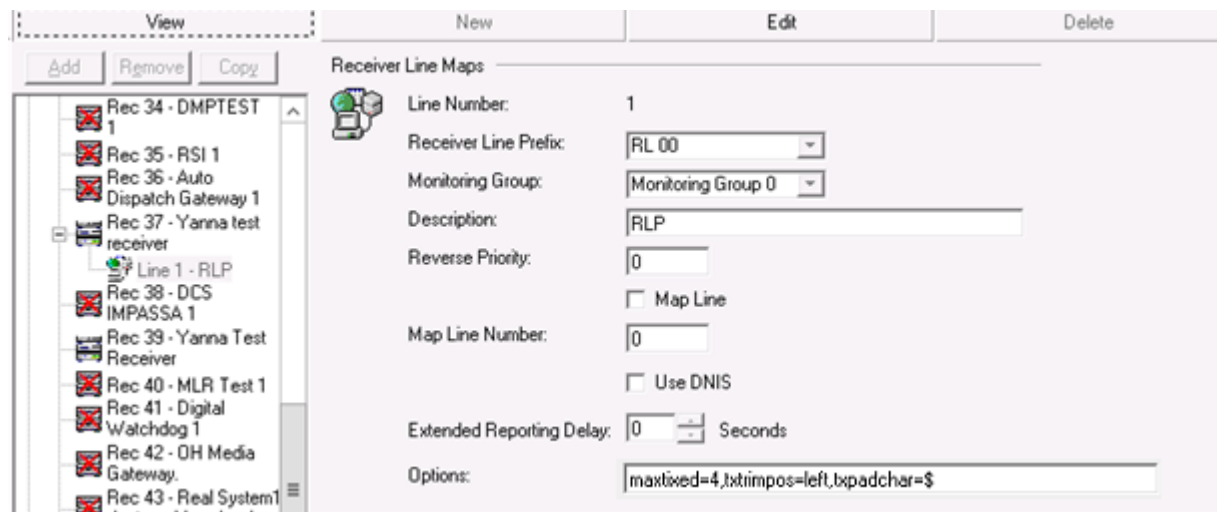 View
New
Edit
Delete
Add
Remove
Copy
Rec 34 - DMPTEST
1
Rec 35 - RSI 1
Rec 36 - Auto
Dispatch Gateway 1
Rec 37 - Yanna test
receiver
Line 1 - RLP
Rec 38 - DCS
IMPASSA 1
Rec 39 - Yanna Test
Receiver
Rec 40 - MLR Test 1
Rec 41 - Digital
Watchdog 1
Rec 42 - OH Media
Gateway.
Rec 43 - Real System1
Receiver Line Maps
Line Number: 1
Receiver Line Prefix: RL 00
Monitoring Group: Monitoring Group 0
Description: RLP
Reverse Priority: 0
Map Line
Map Line Number: 0
Use DNIS
Extended Reporting Delay: 0 Seconds
Options: maxtixed=4,txtrimpos=left,txpadchar=$